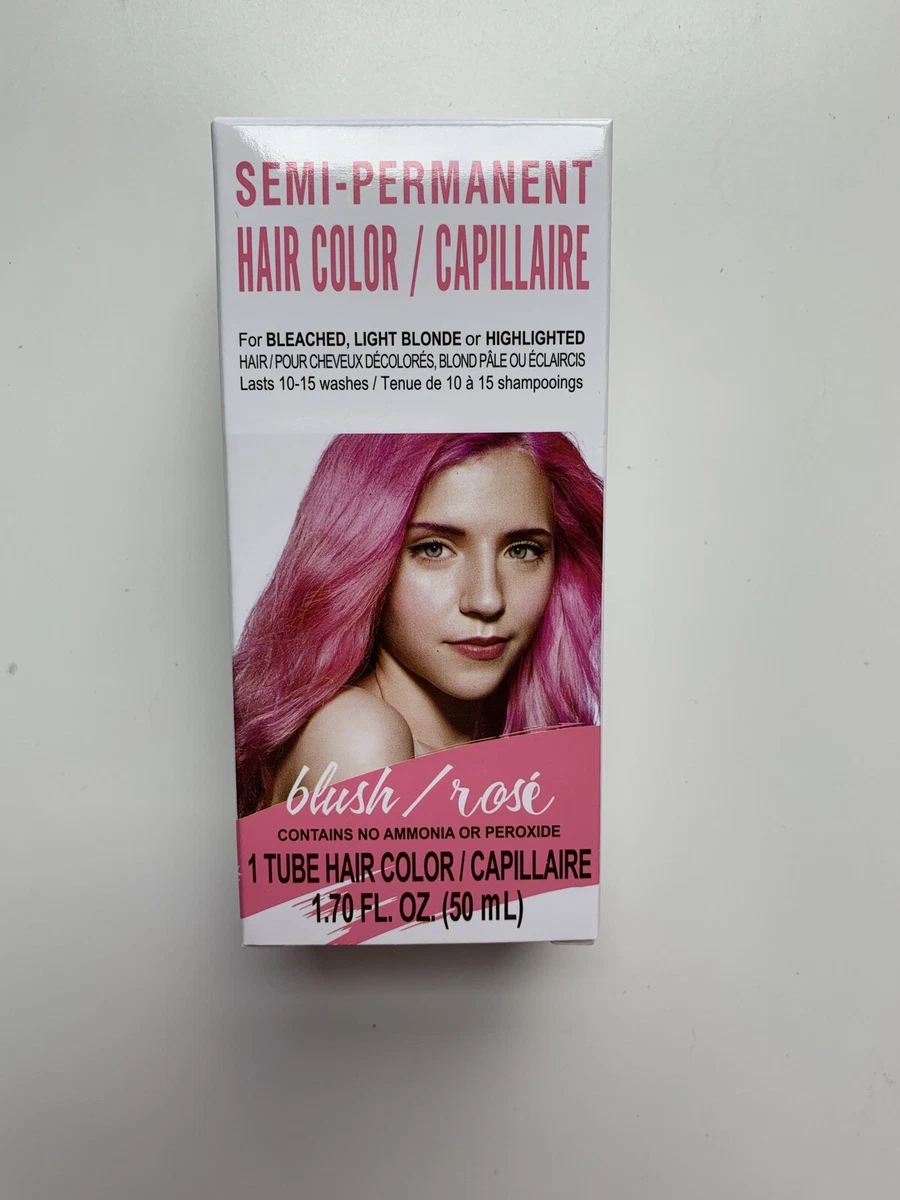 SEMI-PERMANENT
HAIR COLOR / CAPILLAIRE
For BLEACHED, LIGHT BLONDE or HIGHLIGHTED
HAIR / POUR CHEVEUX DÉCOLORÉS, BLOND PÂLE OU ÉCLAIRCIS
Lasts 10-15 washes / Tenue de 10 à 15 shampooings
blush / rosé
CONTAINS NO AMMONIA OR PEROXIDE
1 TUBE HAIR COLOR / CAPILLAIRE
1.70 FL. OZ. (50 mL)